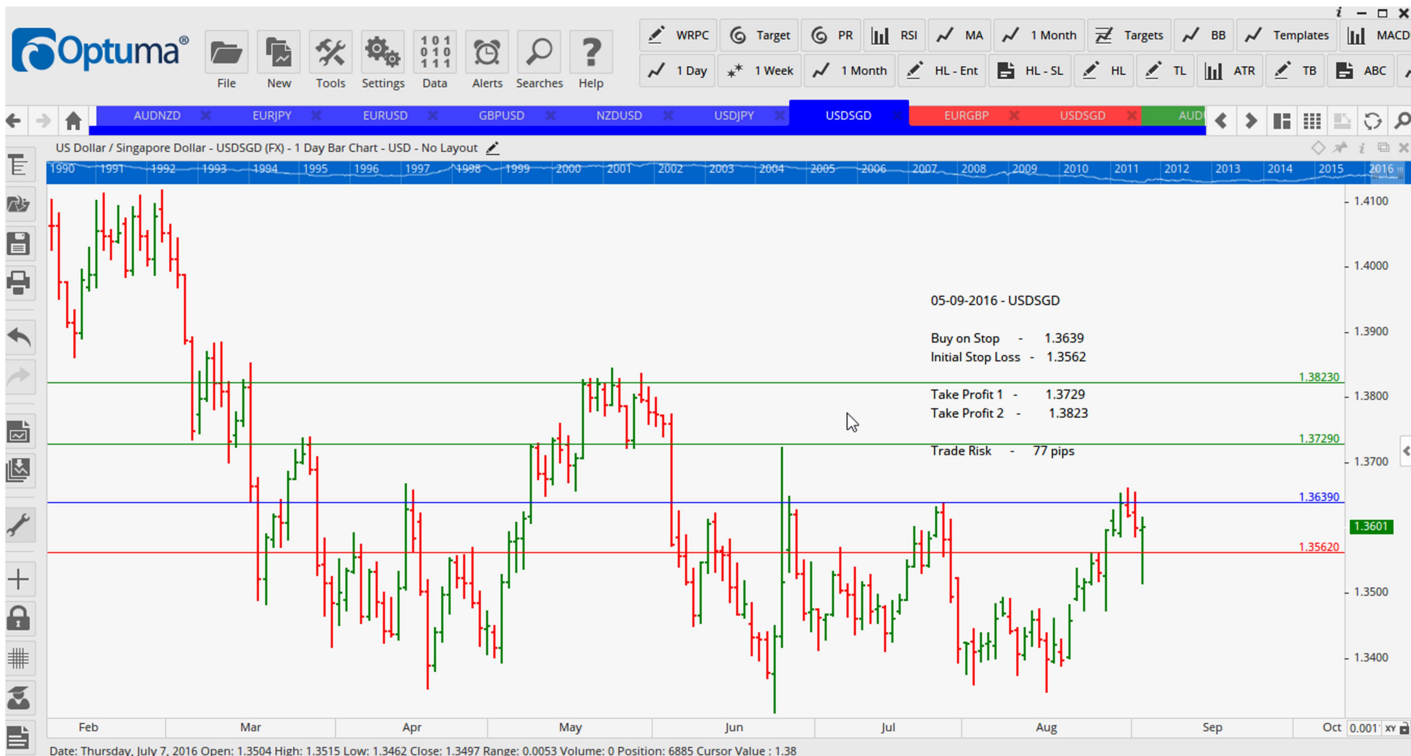 Optuma®
File New Tools Settings Data Alerts Searches Help
WRPC Target PR RSI MA 1 Month Targets BB Templates MACD
1 Day 1 Week 1 Month HL - Ent HL - SL HL TL ATR TB ABC
AUDNZD EURJPY EURUSD GBPUSD NZDUSD USDJPY USDSGD EURGBP USDSGD AUD
US Dollar / Singapore Dollar - USDSGD (FX) - 1 Day Bar Chart - USD - No Layout
1990 1991 1992 1993 1994 1995 1996 1997 1998 1999 2000 2001 2002 2003 2004 2005 2006 2007 2008 2009 2010 2011 2012 2013 2014 2015 2016
1.4100
1.4000
05-09-2016 - USDSGD
1.3900
Buy on Stop - 1.3639
Initial Stop Loss - 1.3562
1.38230
Take Profit 1 - 1.3729
1.3800
Take Profit 2 - 1.3823
1.37290
Trade Risk - 77 pips
1.3700
1.36390
1.3601
1.35620
1.3500
1.3400
Feb Mar Apr May Jun Jul Aug Sep Oct 0.001 XY
Date: Thursday, July 7, 2016 Open: 1.3504 High: 1.3515 Low: 1.3462 Close: 1.3497 Range: 0.0053 Volume: 0 Position: 6885 Cursor Value : 1.38